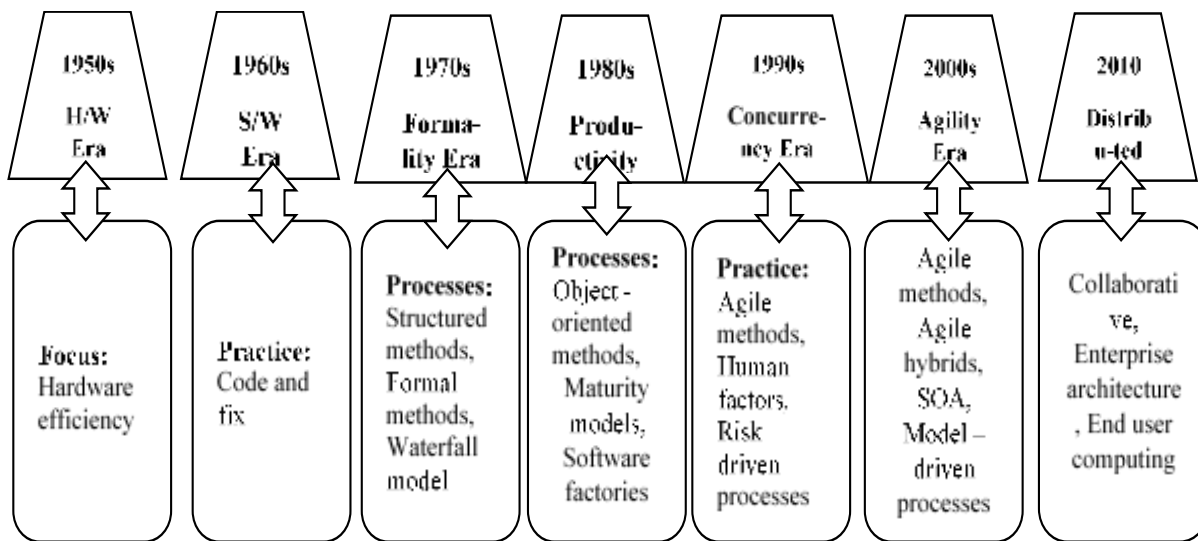 1950s
H/W
Era
1960s
S/W
Era
1970s
Forma-
lity Era
1980s
Produ-
ctivity
1990s
Concurre-
ncy Era
2000s
Agility
Era
2010
Distrib
u-ted
Focus:
Hardware
efficiency
Practice:
Code and
fix
Processes:
Structured
methods,
Formal
methods,
Waterfall
model
Processes:
Object -
oriented
methods,
Maturity
models,
Software
factories
Practice:
Agile
methods,
Human
factors,
Risk
driven
processes
Agile
methods,
Agile
hybrids,
SOA,
Model –
driven
processes
Collaborati
ve,
Enterprise
architecture
, End user
computing